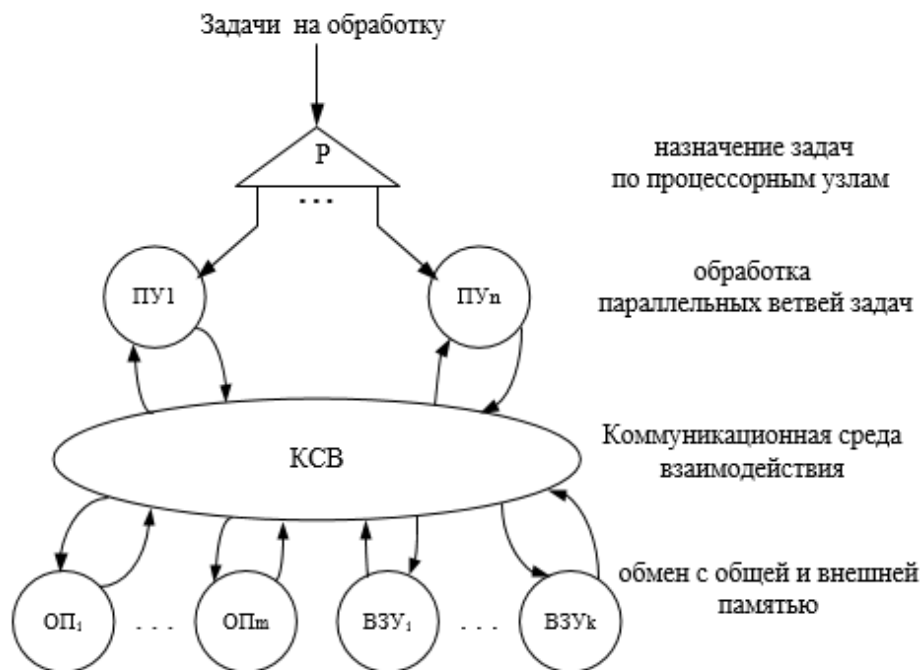 Задачи на обработку
Р
назначение задач
по процессорным узлам
. . .
ПУ1
ПУn
обработка
параллельных ветвей задач
КСВ
Коммуникационная среда
взаимодействия
ОП₁ . . . ОПm ВЗУ₁ . . . ВЗУk
обмен с общей и внешней
памятью